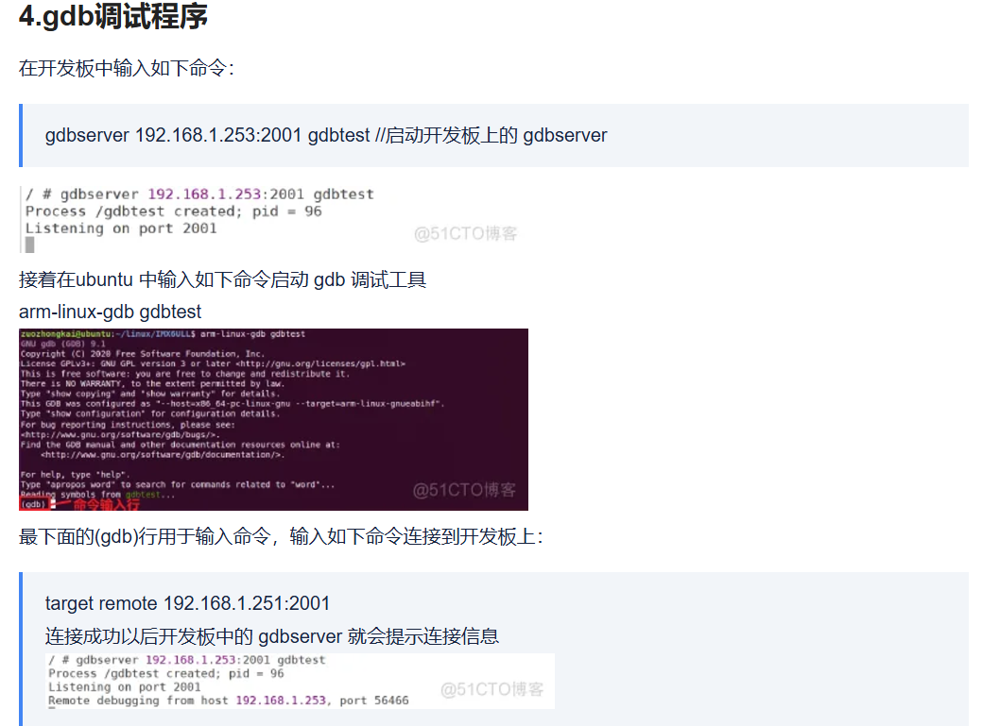 4.gdb调试程序
在开发板中输入如下命令：
gdbserver 192.168.1.253:2001 gdbtest //启动开发板上的 gdbserver
/ # gdbserver 192.168.1.253:2001 gdbtest
Process /gdbtest created; pid = 96
Listening on port 2001
@51CTO博客
接着在ubuntu 中输入如下命令启动 gdb 调试工具
arm-linux-gdb gdbtest
zuozhongkai@ubuntu:~/linux/IMX6ULL$ arm-linux-gdb gdbtest
GNU gdb (GDB) 9.1
Copyright (C) 2020 Free Software Foundation, Inc.
License GPLv3+: GNU GPL version 3 or later <http://gnu.org/licenses/gpl.html>
This is free software: you are free to change and redistribute it.
There is NO WARRANTY, to the extent permitted by law.
Type "show copying" and "show warranty" for details.
This GDB was configured as "--host=x86_64-pc-linux-gnu --target=arm-linux-gnueabihf".
Type "show configuration" for configuration details.
For bug reporting instructions, please see:
<http://www.gnu.org/software/gdb/bugs/>.
Find the GDB manual and other documentation resources online at:
<http://www.gnu.org/software/gdb/documentation/>.
For help, type "help".
Type "apropos word" to search for commands related to "word"...
Reading symbols from gdbtest...
(gdb) 命令输入行
@51CTO博客
最下面的(gdb)行用于输入命令，输入如下命令连接到开发板上：
target remote 192.168.1.251:2001
连接成功以后开发板中的 gdbserver 就会提示连接信息
/ # gdbserver 192.168.1.253:2001 gdbtest
Process /gdbtest created; pid = 96
Listening on port 2001
Remote debugging from host 192.168.1.253, port 56466
@51CTO博客